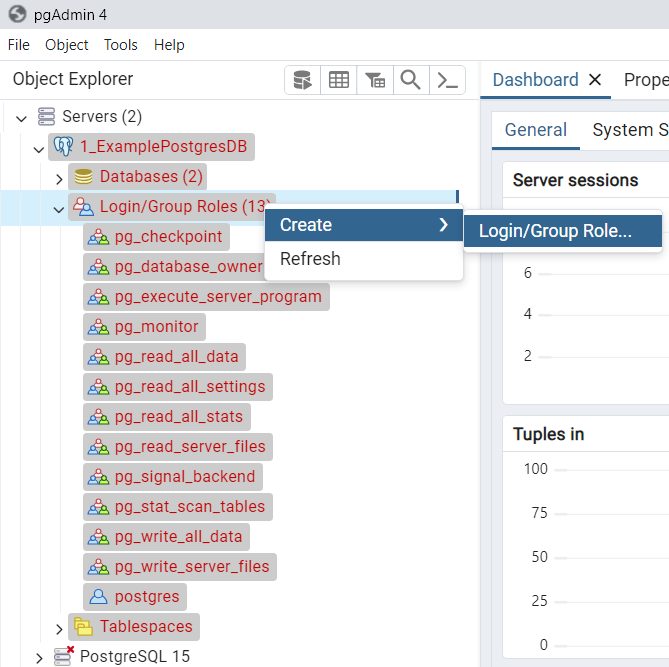 pgAdmin 4
File Object Tools Help
Object Explorer
Dashboard
Prope
Servers (2)
1_ExamplePostgresDB
Databases (2)
Login/Group Roles (13)
pg_checkpoint
pg_database_owner
pg_execute_server_program
pg_monitor
pg_read_all_data
pg_read_all_settings
pg_read_all_stats
pg_read_server_files
pg_signal_backend
pg_stat_scan_tables
pg_write_all_data
pg_write_server_files
postgres
Tablespaces
PostgreSQL 15
Create
Refresh
Login/Group Role...
General System S
Server sessions
6
4
2
Tuples in
100
75
50
25
0